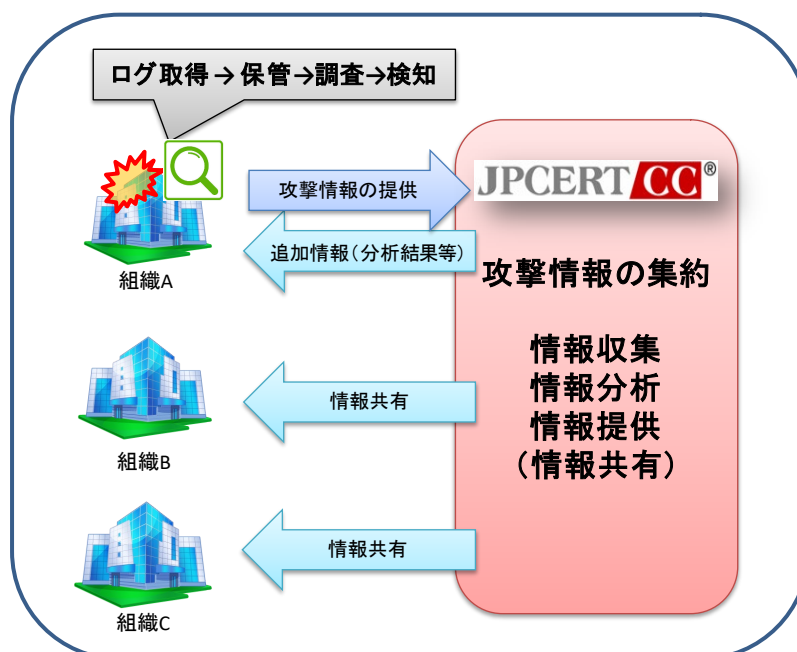 ログ取得→保管→調査→検知
攻撃情報の提供
JPCERT CC®
追加情報(分析結果等)
組織A
攻撃情報の集約
情報収集
情報分析
情報提供
(情報共有)
情報共有
組織B
情報共有
組織C